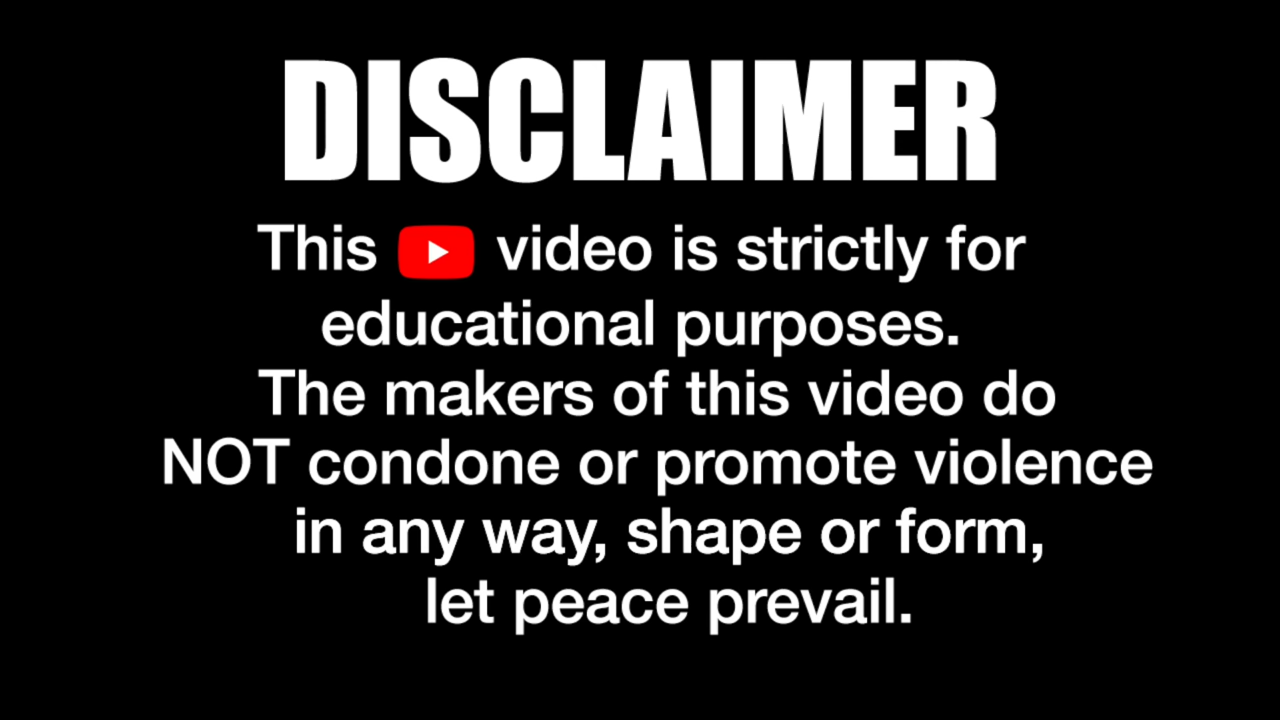 DISCLAIMER
This video is strictly for
educational purposes.
The makers of this video do
NOT condone or promote violence
in any way, shape or form,
let peace prevail.